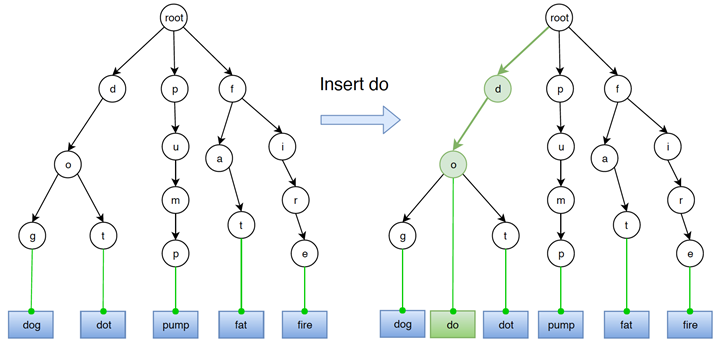 root
root
d
p
f
Insert do
d
p
f
o
u
a
i
o
u
a
i
g
t
m
t
r
g
t
m
t
r
p
e
p
e
dog
dot
pump
fat
fire
dog
do
dot
pump
fat
fire